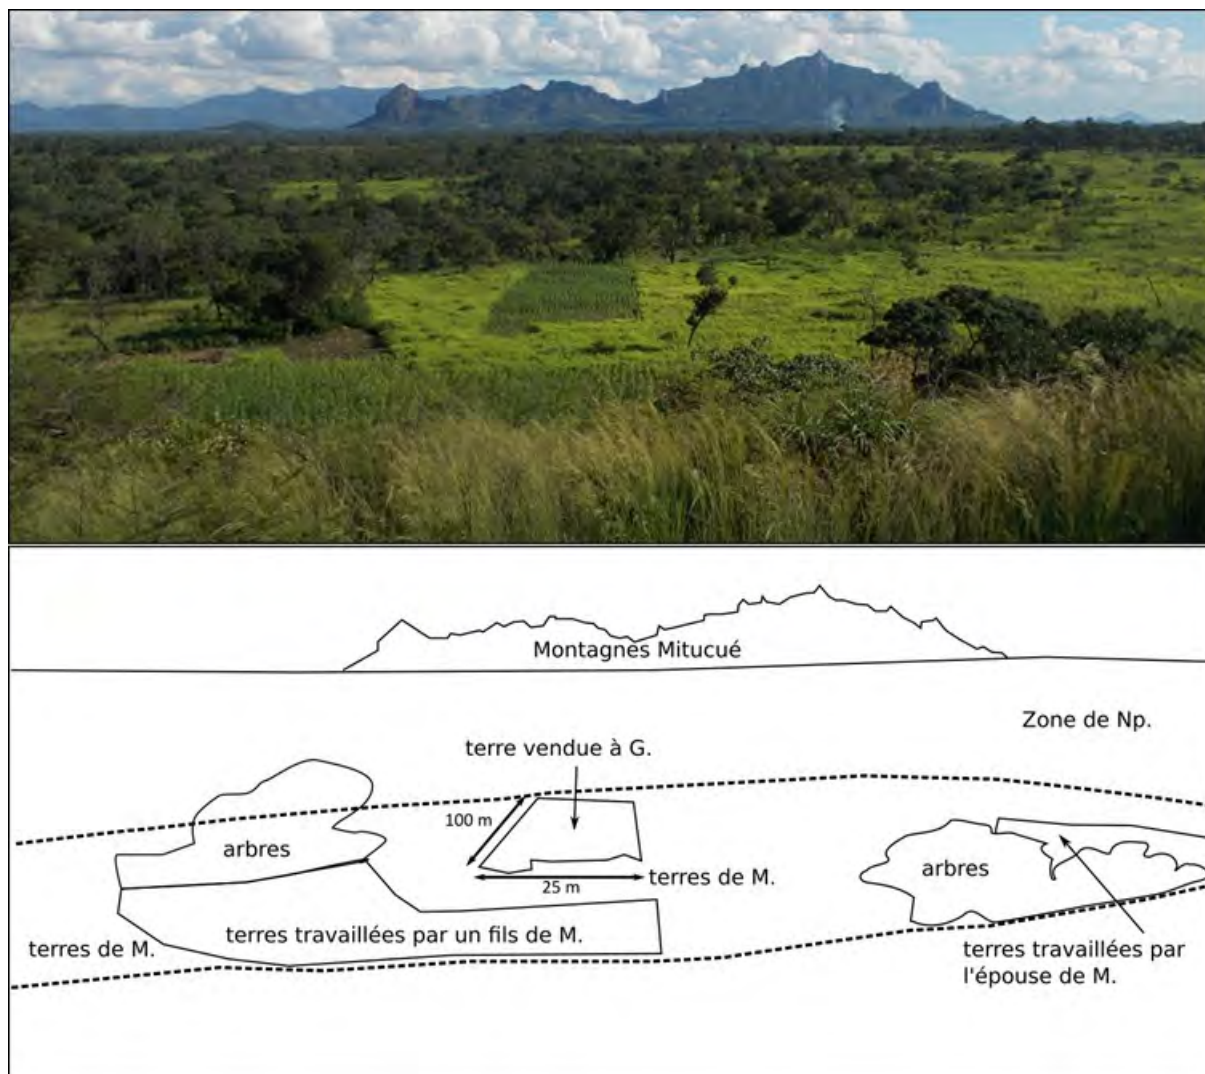 Montagnes Mitucué
Zone de Np.
terre vendue à G.
100 m
arbres
25 m
terres de M.
arbres
terres travaillées par un fils de M.
terres de M.
terres travaillées par
l'épouse de M.